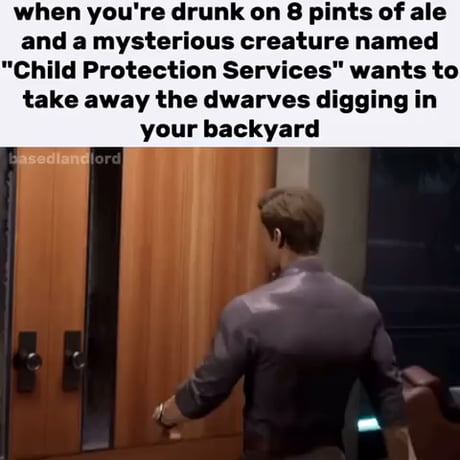 when you're drunk on 8 pints of ale
and a mysterious creature named
"Child Protection Services" wants to
take away the dwarves digging in
your backyard
basedlandlord